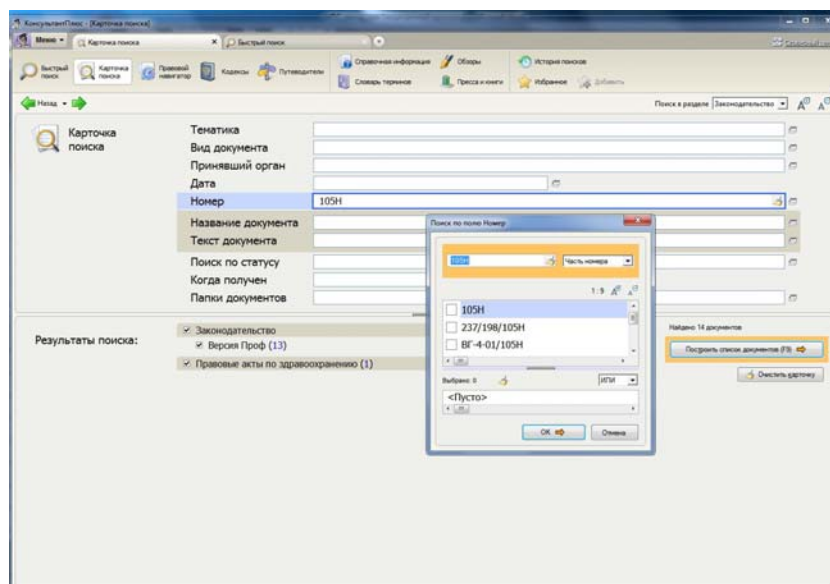 КонсультантПлюс - [Карточка поиска]
Меню Карточка поиска Быстрый поиск
Быстрый поиск Карточка поиска Правовой навигатор Кодексы Путеводители Справочная информация Обзоры История поисков
Словарь терминов Пресса и книги Избранное Добавить
Назад Поиск в разделе Законодательство
Карточка поиска
Тематика
Вид документа
Принявший орган
Дата
Номер 105Н
Название документа
Текст документа
Поиск по статусу
Когда получен
Папки документов
Поиск по полю Номер
105Н Часть номера
1:9
105Н
237/198/105Н
ВГ-4-01/105Н
Выбрано: 0 ИЛИ
<Пусто>
ОК Отмена
Результаты поиска:
Законодательство
Версия Проф (13)
Правовые акты по здравоохранению (1)
Найдено 14 документов
Построить список документов (F9)
Очистить карточку